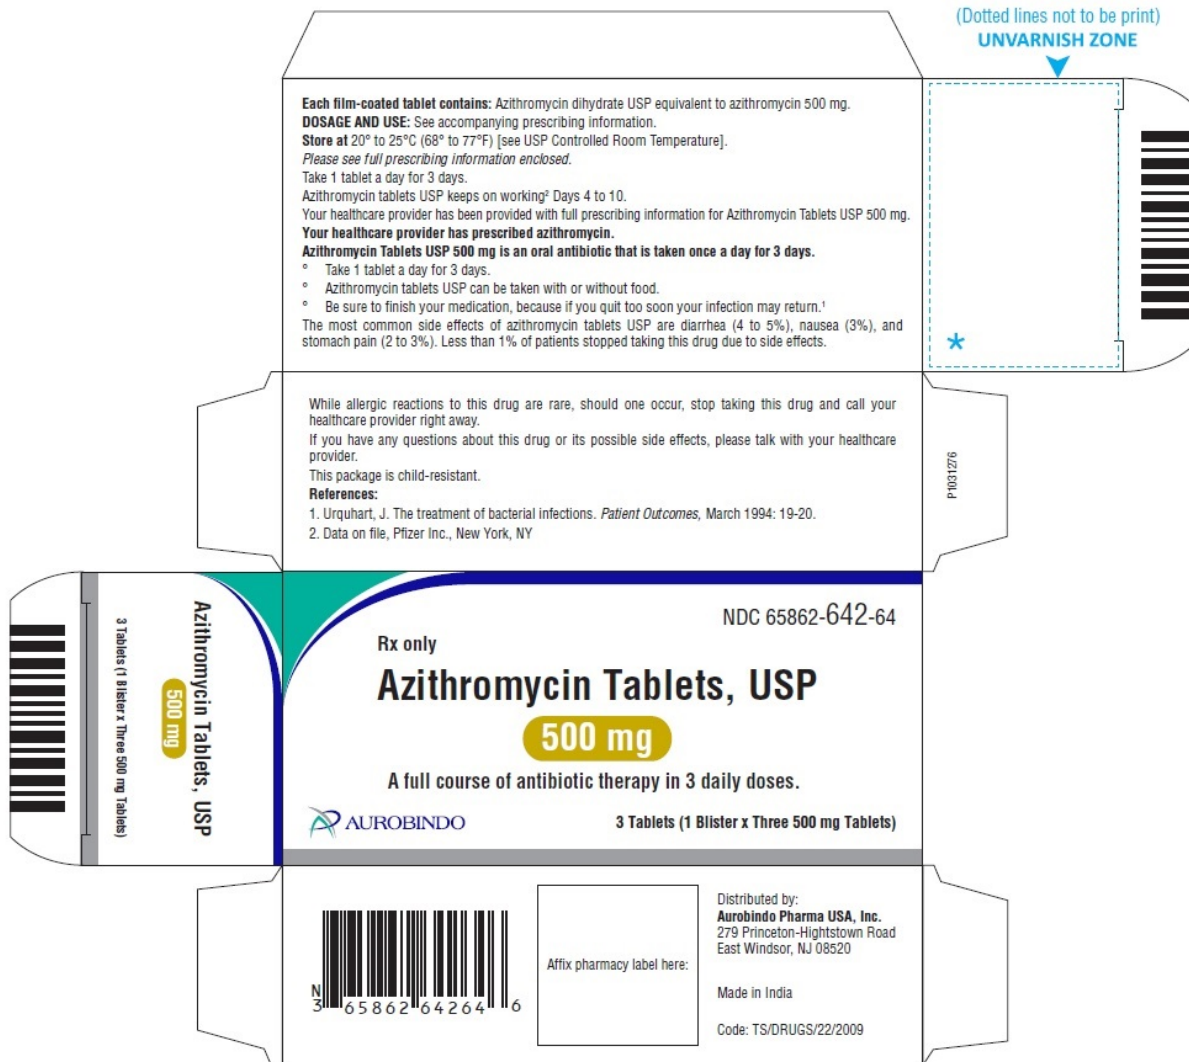 (Dotted lines not to be print)
UNVARNISH ZONE
Each film-coated tablet contains: Azithromycin dihydrate USP equivalent to azithromycin 500 mg.
DOSAGE AND USE: See accompanying prescribing information.
Store at 20° to 25°C (68° to 77°F) [see USP Controlled Room Temperature].
Please see full prescribing information enclosed.
Take 1 tablet a day for 3 days.
Azithromycin tablets USP keeps on working² Days 4 to 10.
Your healthcare provider has been provided with full prescribing information for Azithromycin Tablets USP 500 mg.
Your healthcare provider has prescribed azithromycin.
Azithromycin Tablets USP 500 mg is an oral antibiotic that is taken once a day for 3 days.
° Take 1 tablet a day for 3 days.
° Azithromycin tablets USP can be taken with or without food.
° Be sure to finish your medication, because if you quit too soon your infection may return.¹
The most common side effects of azithromycin tablets USP are diarrhea (4 to 5%), nausea (3%), and
stomach pain (2 to 3%). Less than 1% of patients stopped taking this drug due to side effects.
*
While allergic reactions to this drug are rare, should one occur, stop taking this drug and call your
healthcare provider right away.
If you have any questions about this drug or its possible side effects, please talk with your healthcare
provider.
This package is child-resistant.
References:
1. Urquhart, J. The treatment of bacterial infections. Patient Outcomes, March 1994: 19-20.
2. Data on file, Pfizer Inc., New York, NY
P1031276
Azithromycin Tablets, USP
500 mg
3 Tablets (1 Blister x Three 500 mg Tablets)
NDC 65862-642-64
Rx only
Azithromycin Tablets, USP
500 mg
A full course of antibiotic therapy in 3 daily doses.
AUROBINDO
3 Tablets (1 Blister x Three 500 mg Tablets)
N
3 65862 64264 6
Affix pharmacy label here:
Distributed by:
Aurobindo Pharma USA, Inc.
279 Princeton-Hightstown Road
East Windsor, NJ 08520
Made in India
Code: TS/DRUGS/22/2009